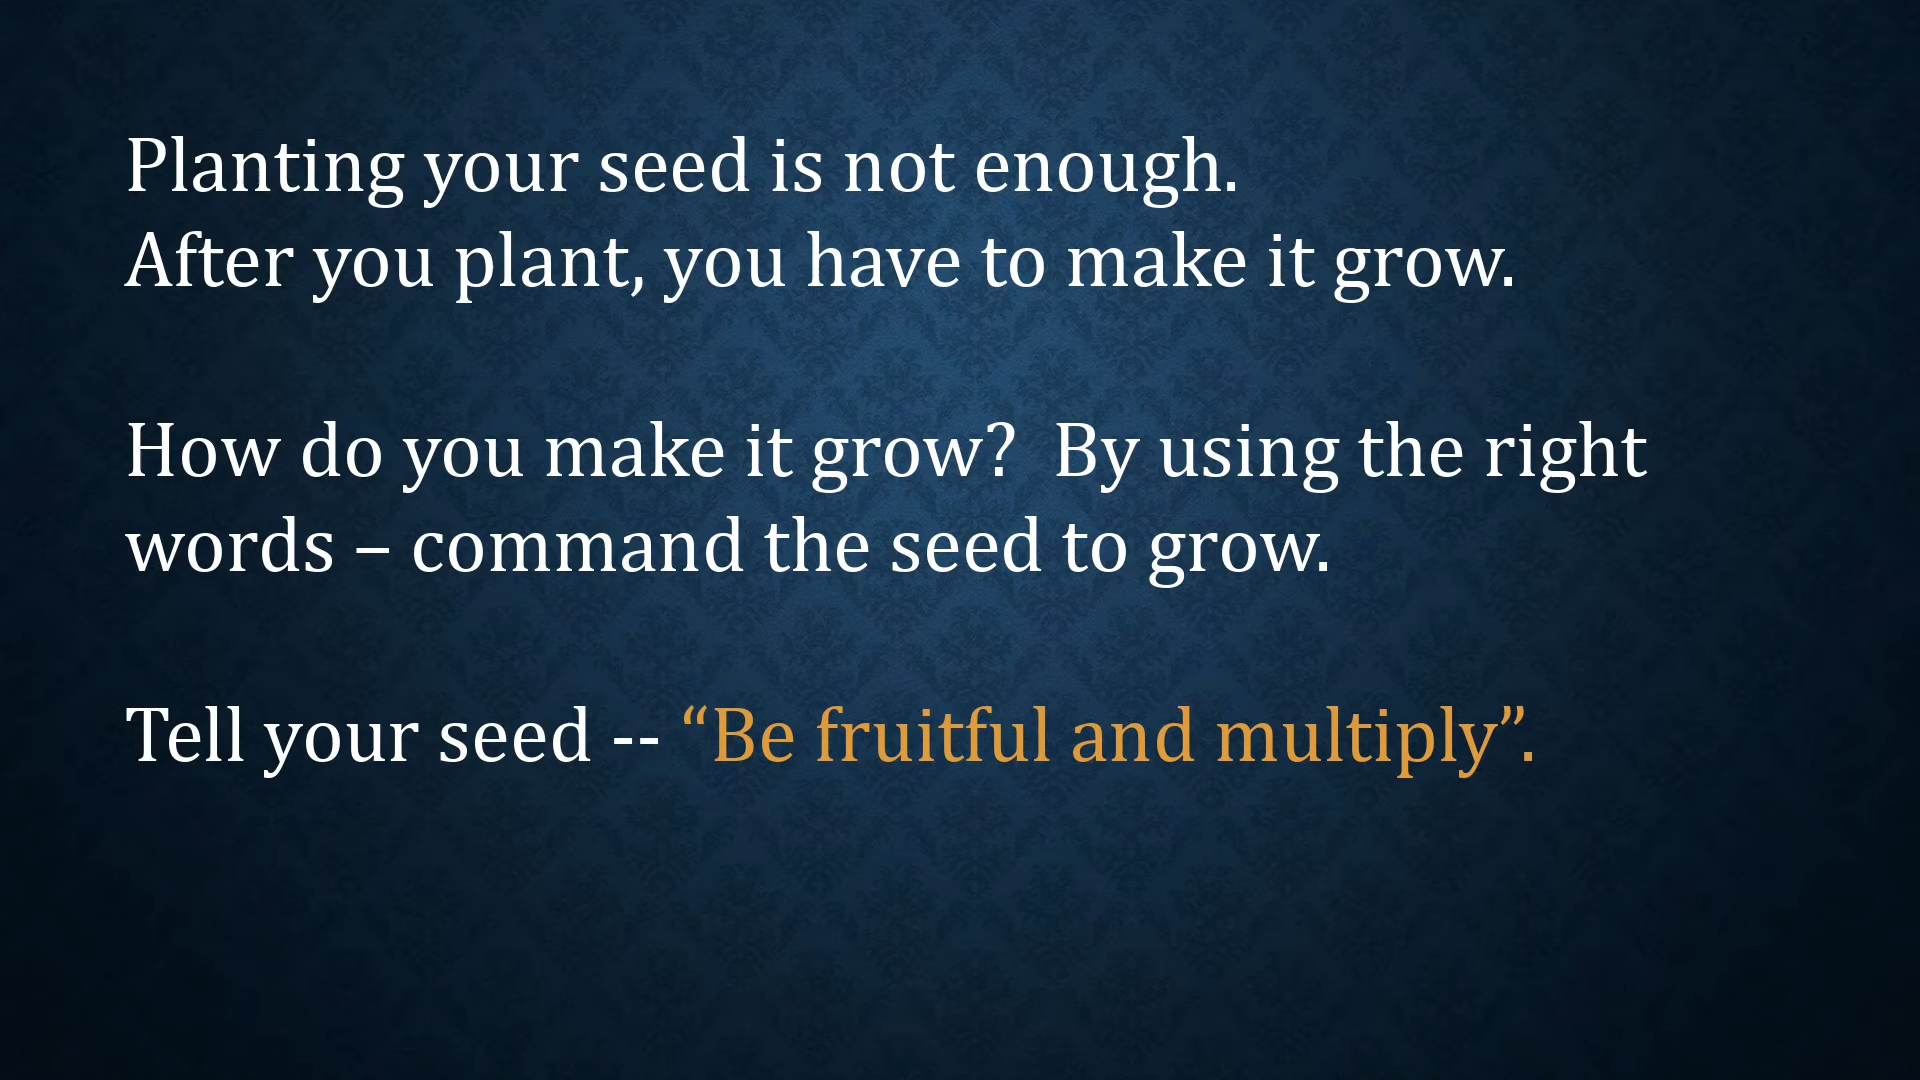 Planting your seed is not enough.
After you plant, you have to make it grow.
How do you make it grow?  By using the right
words – command the seed to grow.
Tell your seed -- “Be fruitful and multiply”.